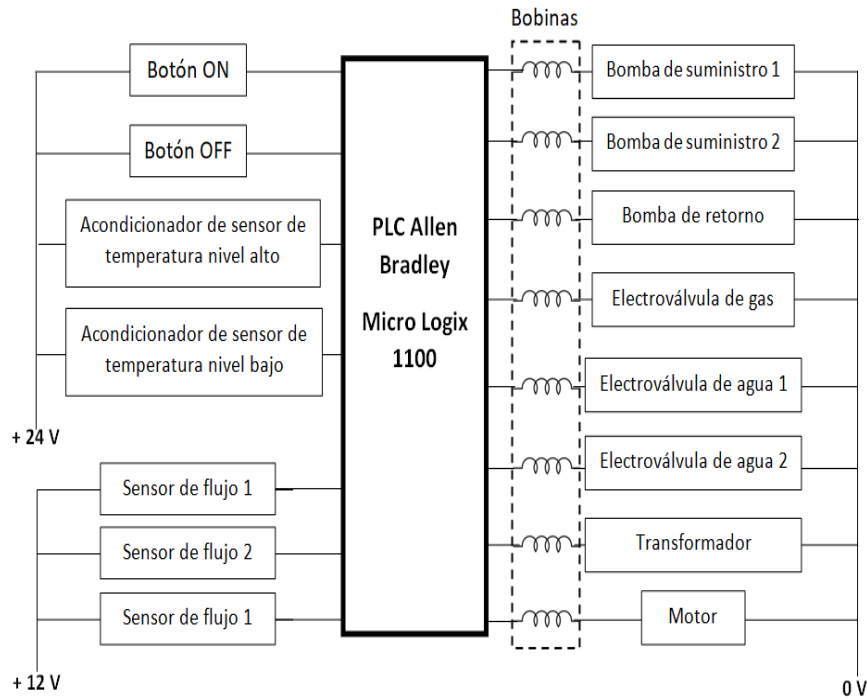 Bobinas
Botón ON
Botón OFF
Acondicionador de sensor de
temperatura nivel alto
Acondicionador de sensor de
temperatura nivel bajo
+ 24 V
Sensor de flujo 1
Sensor de flujo 2
Sensor de flujo 1
+ 12 V
PLC Allen
Bradley
Micro Logix
1100
Bomba de suministro 1
Bomba de suministro 2
Bomba de retorno
Electroválvula de gas
Electroválvula de agua 1
Electroválvula de agua 2
Transformador
Motor
0 V